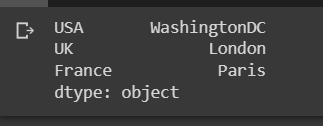 USA WashingtonDC
UK London
France Paris
dtype: object